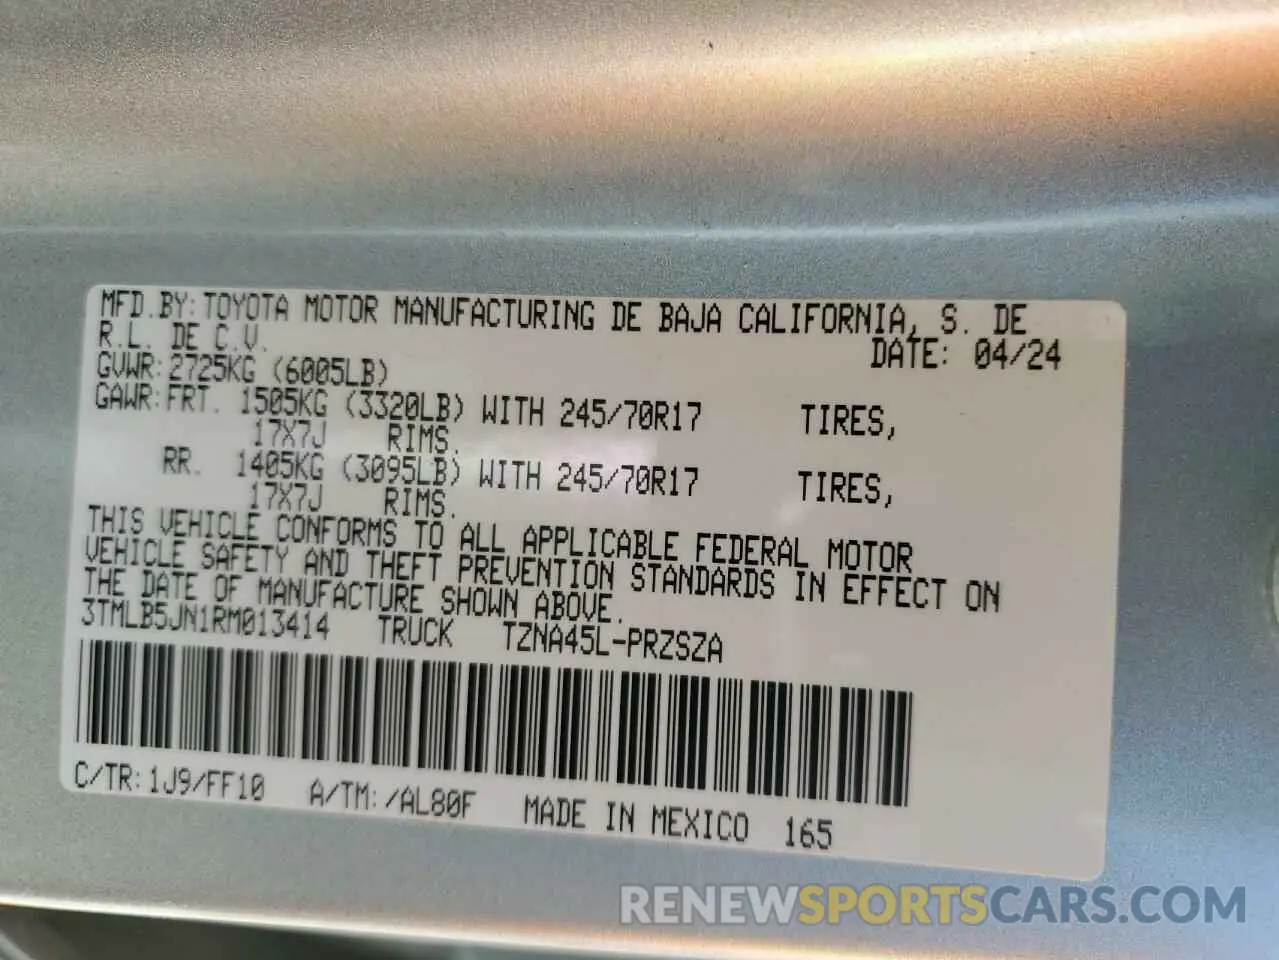 MFD.BY:TOYOTA MOTOR MANUFACTURING DE BAJA CALIFORNIA, S. DE
R.L. DE C.V.
DATE: 04/24
GVWR:2725KG (6005LB)
GAWR:FRT. 1505KG (3320LB) WITH 245/70R17 TIRES,
17X7J RIMS.
RR. 1405KG (3095LB) WITH 245/70R17 TIRES,
17X7J RIMS.
THIS VEHICLE CONFORMS TO ALL APPLICABLE FEDERAL MOTOR
VEHICLE SAFETY AND THEFT PREVENTION STANDARDS IN EFFECT ON
THE DATE OF MANUFACTURE SHOWN ABOVE.
3TMLB5JN1RM013414 TRUCK TZNA45L-PRZSZA
C/TR:1J9/FF10 A/TM:/AL80F MADE IN MEXICO 165
RENEWSPORTSCARS.COM